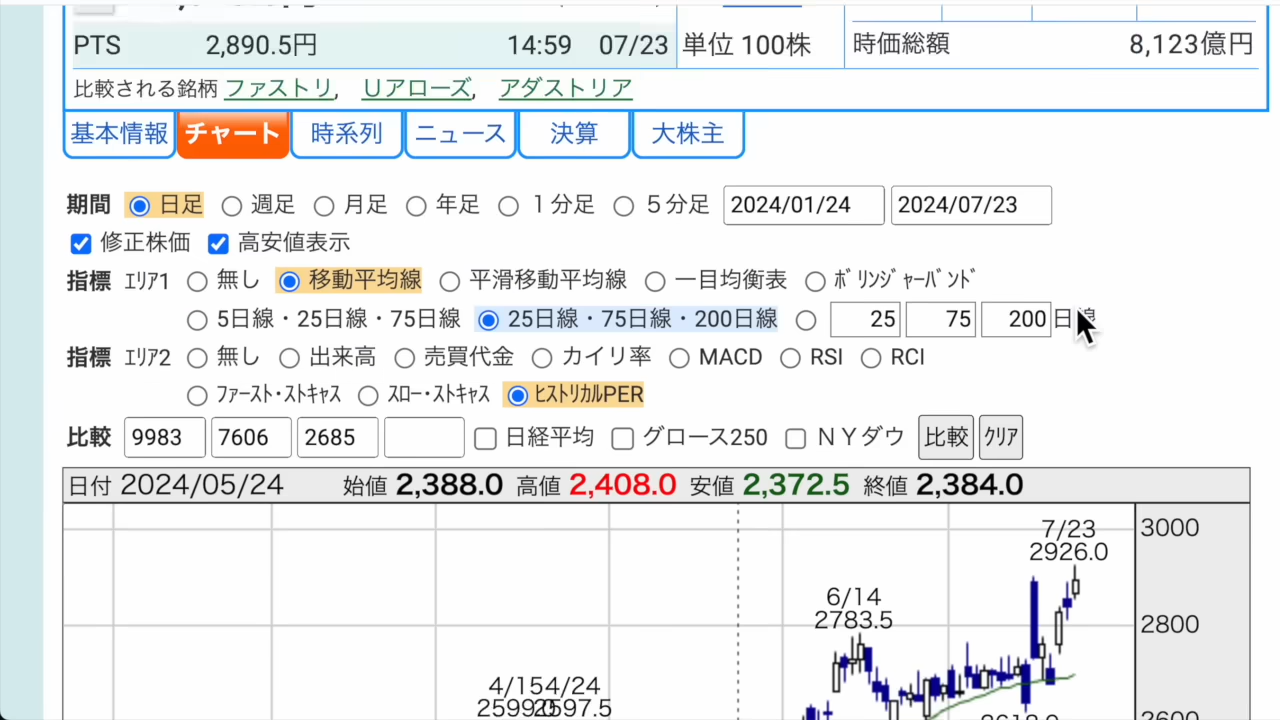 PTS 2,890.5円 14:59 07/23 単位 100株 時価総額 8,123億円
比較される銘柄 ファストリ, Uアローズ, アダストリア
基本情報 チャート 時系列 ニュース 決算 大株主
期間 日足 週足 月足 年足 1分足 5分足 2024/01/24 2024/07/23
修正株価 高安値表示
指標 ｴﾘｱ1 無し 移動平均線 平滑移動平均線 一目均衡表 ﾎﾞﾘﾝｼﾞｬｰﾊﾞﾝﾄﾞ
5日線・25日線・75日線 25日線・75日線・200日線 25 75 200 日線
指標 ｴﾘｱ2 無し 出来高 売買代金 カイリ率 MACD RSI RCI
ﾌｧｰｽﾄ･ｽﾄｷｬｽ ｽﾛｰ･ｽﾄｷｬｽ ﾋｽﾄﾘｶﾙPER
比較 9983 7606 2685 日経平均 グロース250 ＮＹダウ 比較 ｸﾘｱ
日付 2024/05/24 始値 2,388.0 高値 2,408.0 安値 2,372.5 終値 2,384.0
7/23 3000
2926.0
6/14
2783.5 2800
4/15 4/24
2597.5